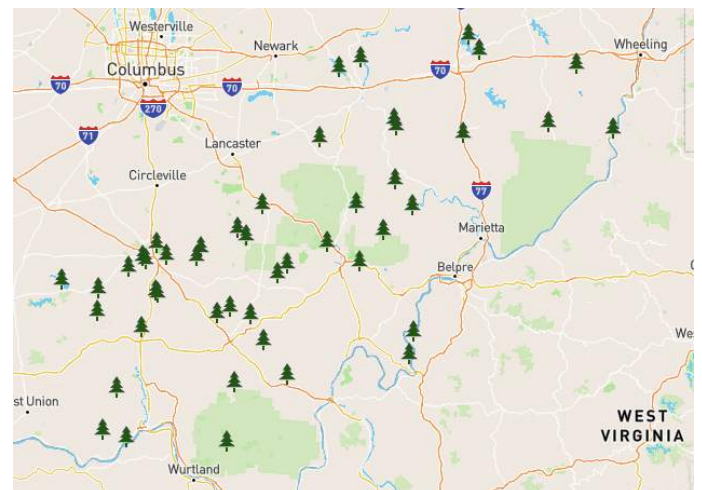 Westerville
Newark
Wheeling
Columbus
70
70
70
270
71
Lancaster
Circleville
77
Marietta
Belpre
We
st Union
WEST
VIRGINIA
Wurtland